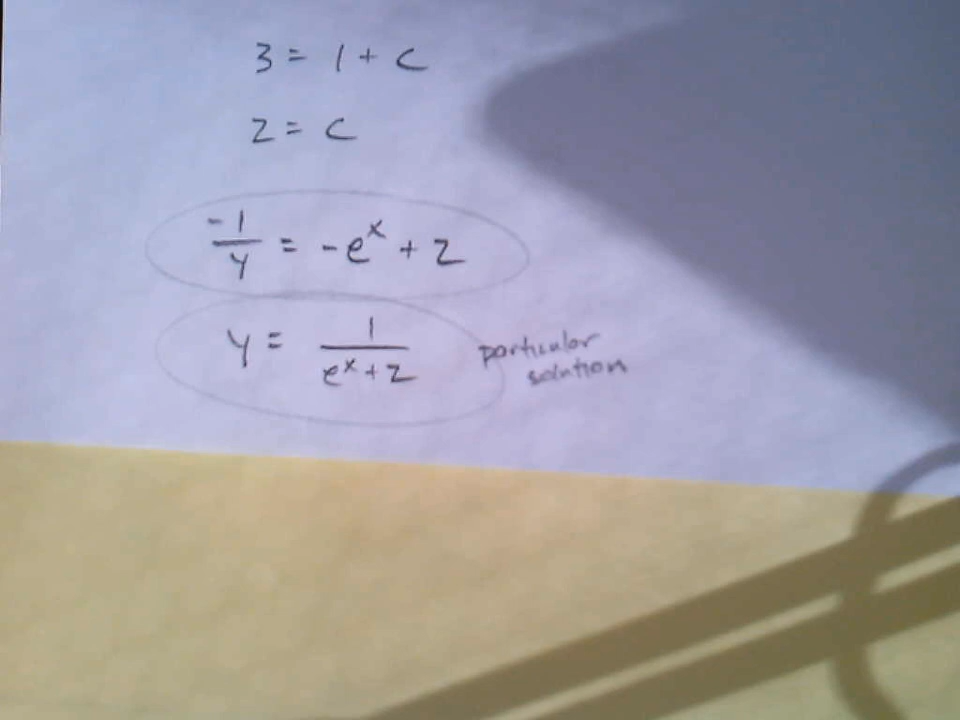 3 = 1 + c
2 = c
-1/y = -e^x + 2
y = 1/(e^x + 2) particular
solution